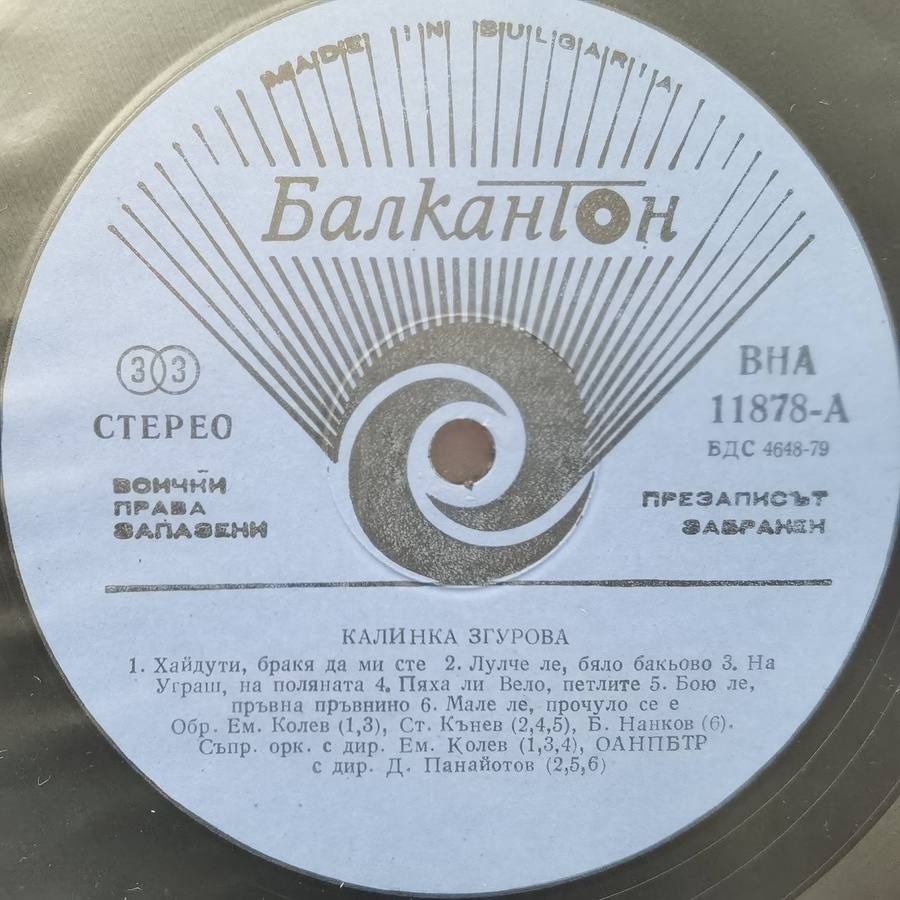 MADE IN BULGARIA
Балкантон
33
СТЕРЕО
ВСИЧКИ
ПРАВА
ЗАПАЗЕНИ
ВНА
11878-А
БДС 4648-79
ПРЕЗАПИСЪТ
ЗАБРАНЕН
КАЛИНКА ЗГУРОВА
1. Хайдути, бракя да ми сте 2. Лулче ле, бяло бакьово 3. На
Уграш, на поляната 4. Пяха ли Вело, петлите 5. Бою ле,
пръвна пръвнино 6. Мале ле, прочуло се е
Обр. Ем. Колев (1,3), Ст. Кънев (2,4,5), Б. Нанков (6).
Съпр. орк. с дир. Ем. Колев (1,3,4), ОАНПБТР
с дир. Д. Панайотов (2,5,6)